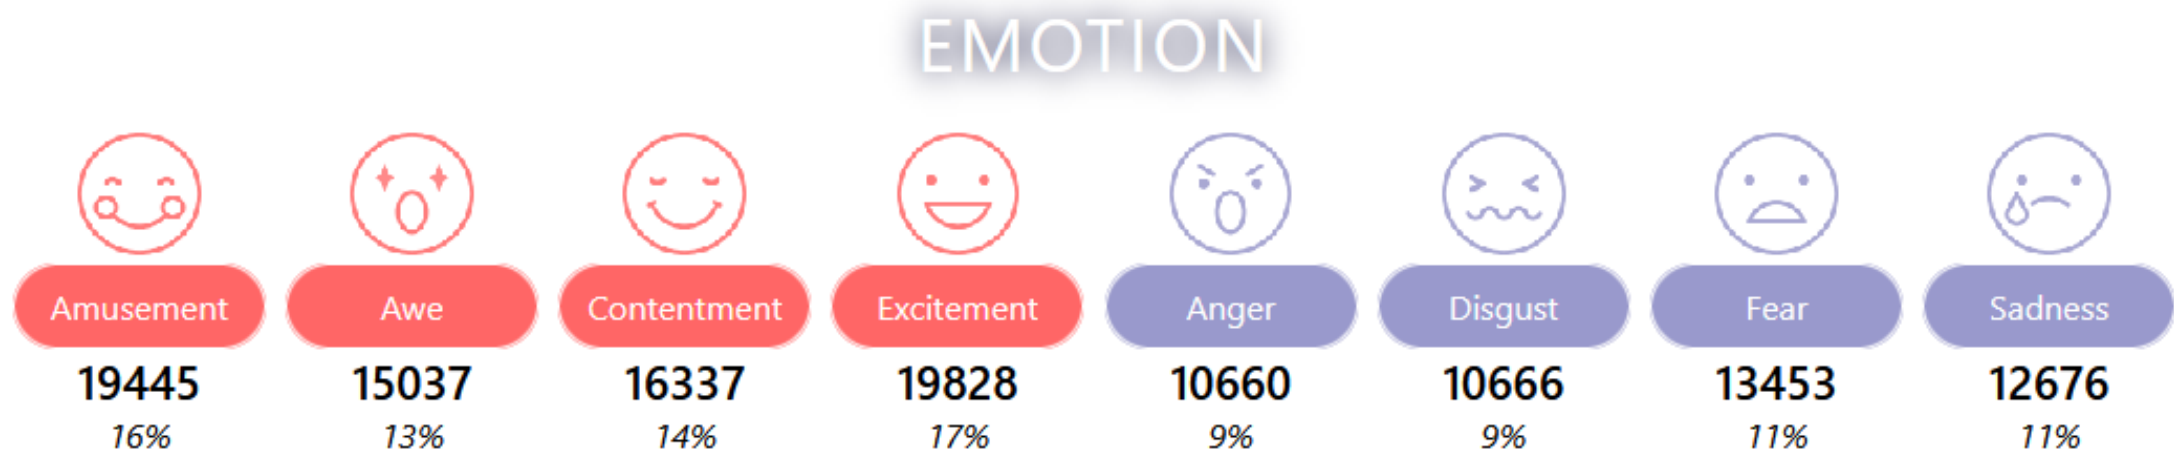 EMOTION
Amusement Awe Contentment Excitement Anger Disgust Fear Sadness
19445 15037 16337 19828 10660 10666 13453 12676
16% 13% 14% 17% 9% 9% 11% 11%